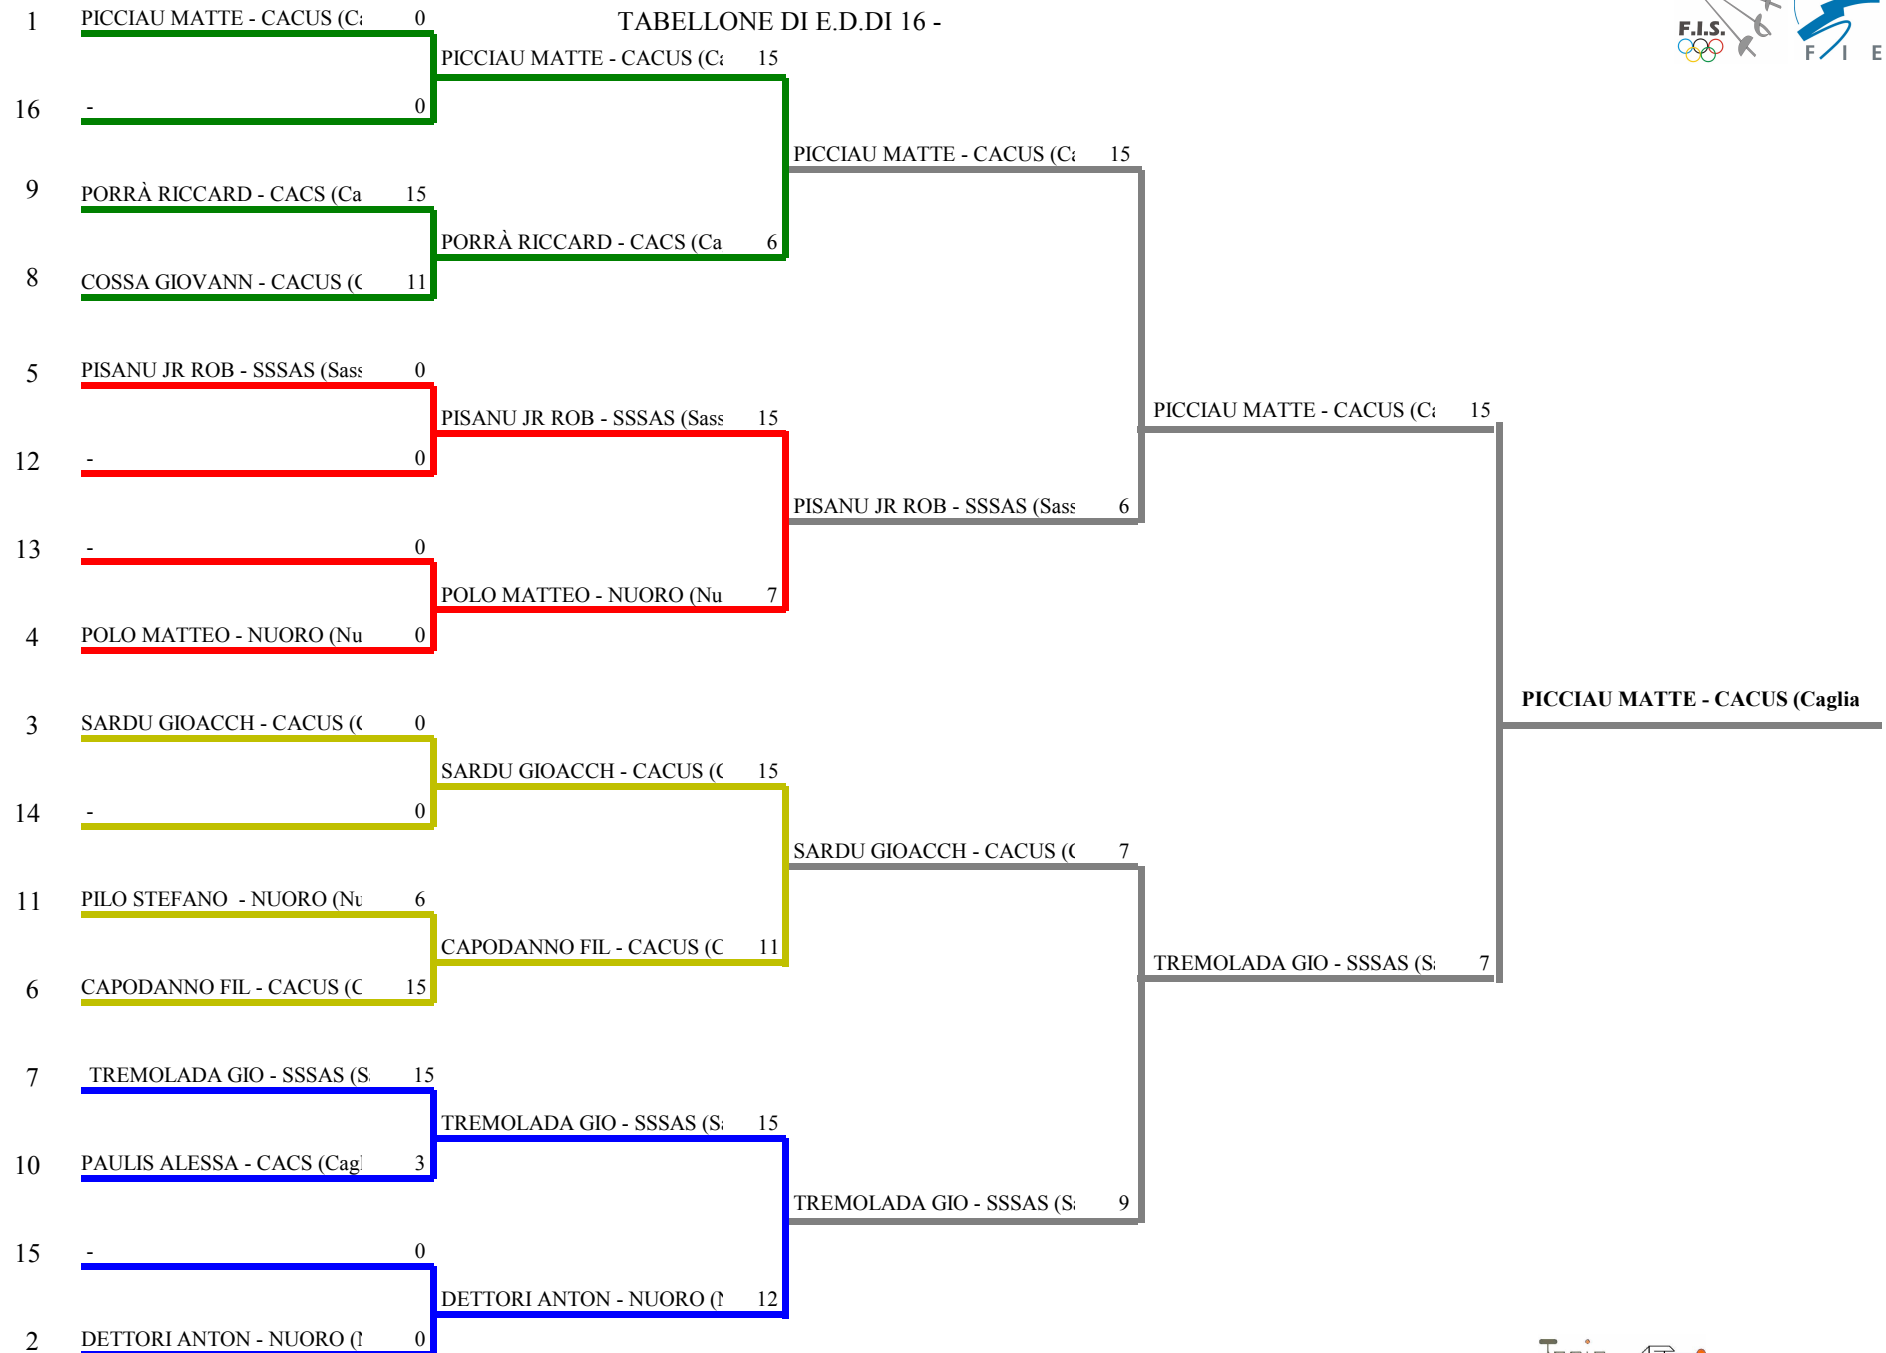 TABELLONE DI E.D.DI 16 -
F.I.S.
F I E
1 PICCIAU MATTE - CACUS (Ca 0
PICCIAU MATTE - CACUS (Ca 15
16 - 0
PICCIAU MATTE - CACUS (Ca 15
9 PORRÀ RICCARD - CACS (Ca 15
PORRÀ RICCARD - CACS (Ca 6
8 COSSA GIOVANN - CACUS (C 11
5 PISANU JR ROB - SSSAS (Sass 0
PICCIAU MATTE - CACUS (Ca 15
PISANU JR ROB - SSSAS (Sass 15
12 - 0
PISANU JR ROB - SSSAS (Sass 6
13 - 0
POLO MATTEO - NUORO (Nu 7
4 POLO MATTEO - NUORO (Nu 0
PICCIAU MATTE - CACUS (Caglia
3 SARDU GIOACCH - CACUS (C 0
SARDU GIOACCH - CACUS (C 15
14 - 0
SARDU GIOACCH - CACUS (C 7
11 PILO STEFANO - NUORO (Nu 6
CAPODANNO FIL - CACUS (C 11
TREMOLADA GIO - SSSAS (Sa 7
6 CAPODANNO FIL - CACUS (C 15
7 TREMOLADA GIO - SSSAS (Sa 15
TREMOLADA GIO - SSSAS (Sa 15
10 PAULIS ALESSA - CACS (Cagl 3
TREMOLADA GIO - SSSAS (Sa 9
15 - 0
DETTORI ANTON - NUORO (N 12
2 DETTORI ANTON - NUORO (N 0